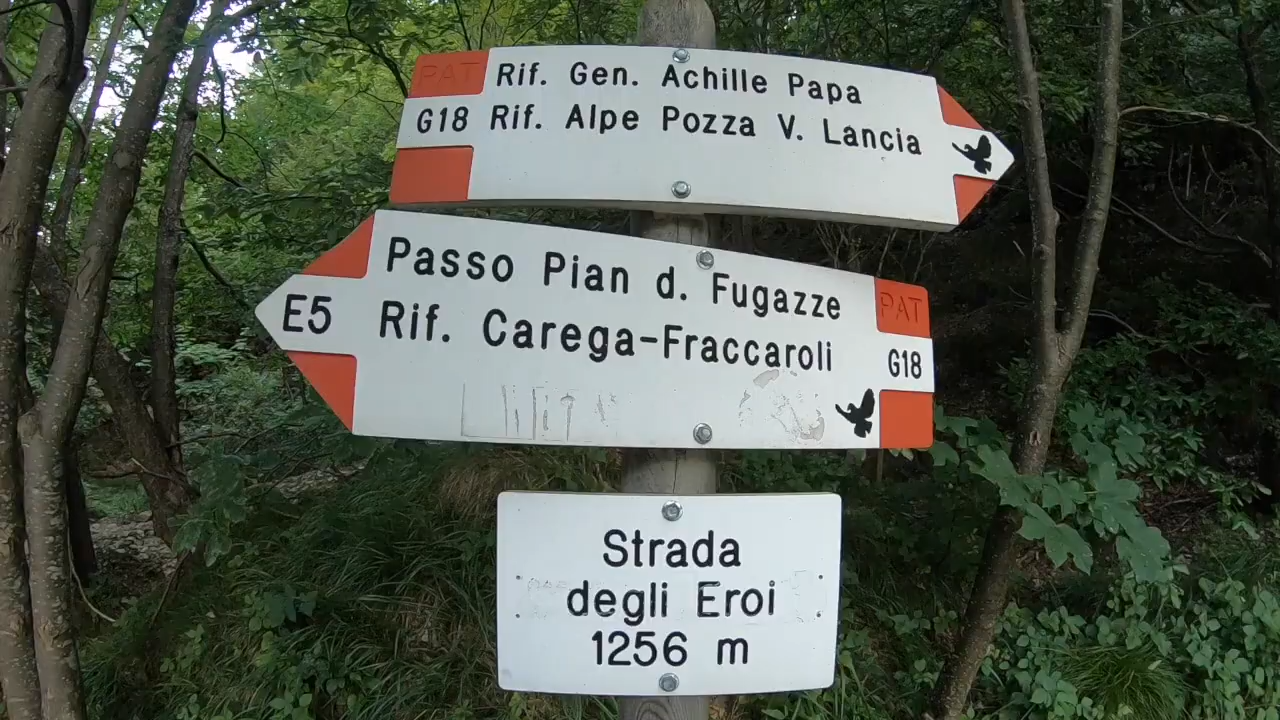 PAT Rif. Gen. Achille Papa
G18 Rif. Alpe Pozza V. Lancia
Passo Pian d. Fugazze PAT
E5 Rif. Carega-Fraccaroli G18
Strada
degli Eroi
1256 m